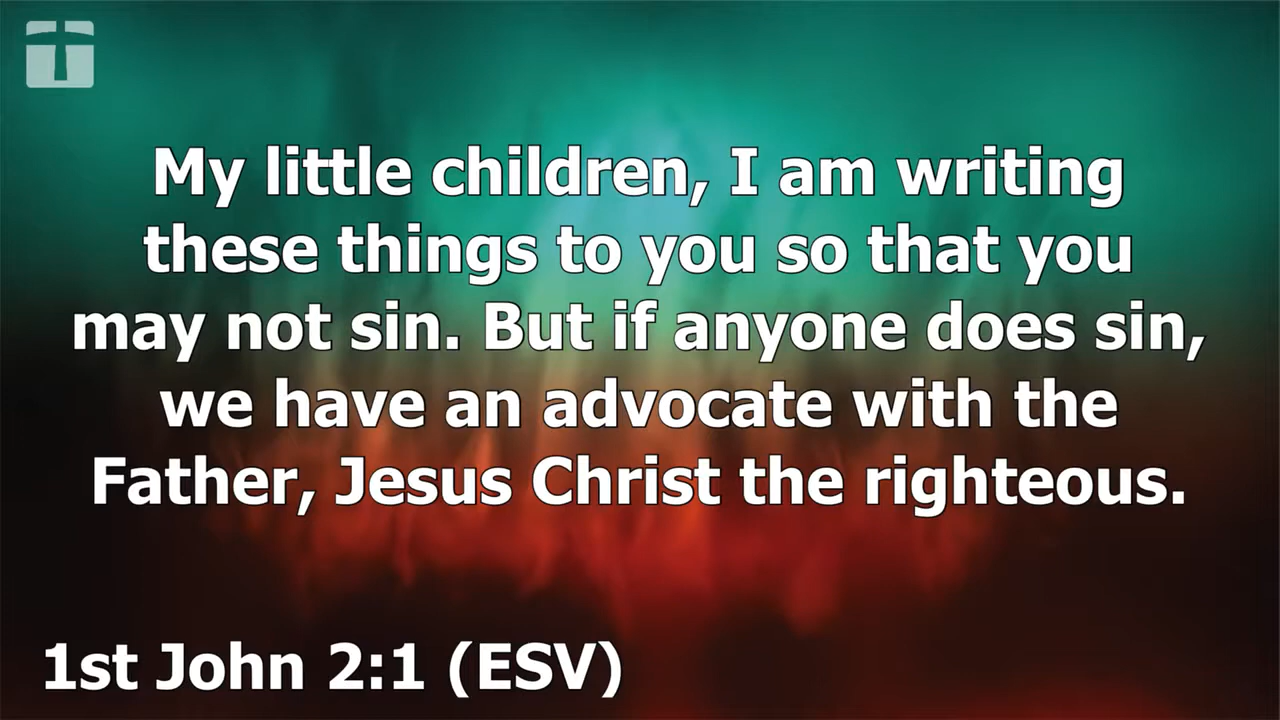 My little children, I am writing
these things to you so that you
may not sin. But if anyone does sin,
we have an advocate with the
Father, Jesus Christ the righteous.
1st John 2:1 (ESV)